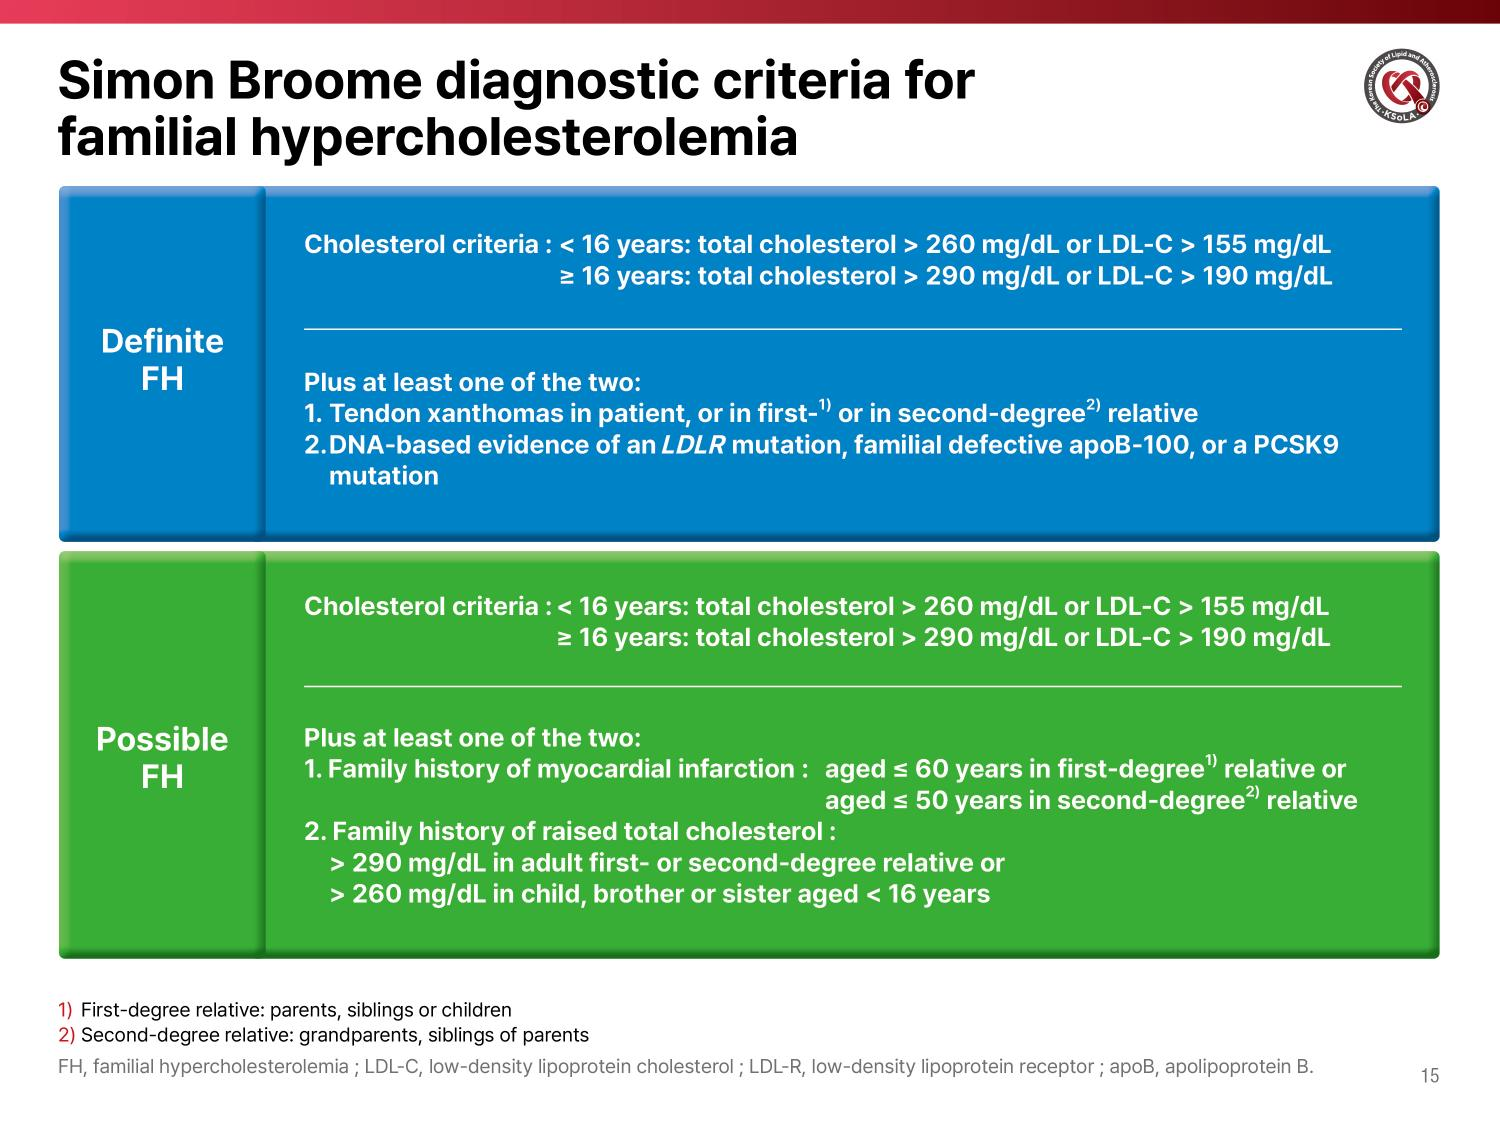 Simon Broome diagnostic criteria for
familial hypercholesterolemia
The Korean Society of Lipid and Atherosclerosis
KSoLA
Definite
FH
Cholesterol criteria : < 16 years: total cholesterol > 260 mg/dL or LDL-C > 155 mg/dL
≥ 16 years: total cholesterol > 290 mg/dL or LDL-C > 190 mg/dL
Plus at least one of the two:
1. Tendon xanthomas in patient, or in first-1) or in second-degree2) relative
2.DNA-based evidence of an LDLR mutation, familial defective apoB-100, or a PCSK9
mutation
Possible
FH
Cholesterol criteria : < 16 years: total cholesterol > 260 mg/dL or LDL-C > 155 mg/dL
≥ 16 years: total cholesterol > 290 mg/dL or LDL-C > 190 mg/dL
Plus at least one of the two:
1. Family history of myocardial infarction : aged ≤ 60 years in first-degree1) relative or
aged ≤ 50 years in second-degree2) relative
2. Family history of raised total cholesterol :
> 290 mg/dL in adult first- or second-degree relative or
> 260 mg/dL in child, brother or sister aged < 16 years
1) First-degree relative: parents, siblings or children
2) Second-degree relative: grandparents, siblings of parents
FH, familial hypercholesterolemia ; LDL-C, low-density lipoprotein cholesterol ; LDL-R, low-density lipoprotein receptor ; apoB, apolipoprotein B.
15